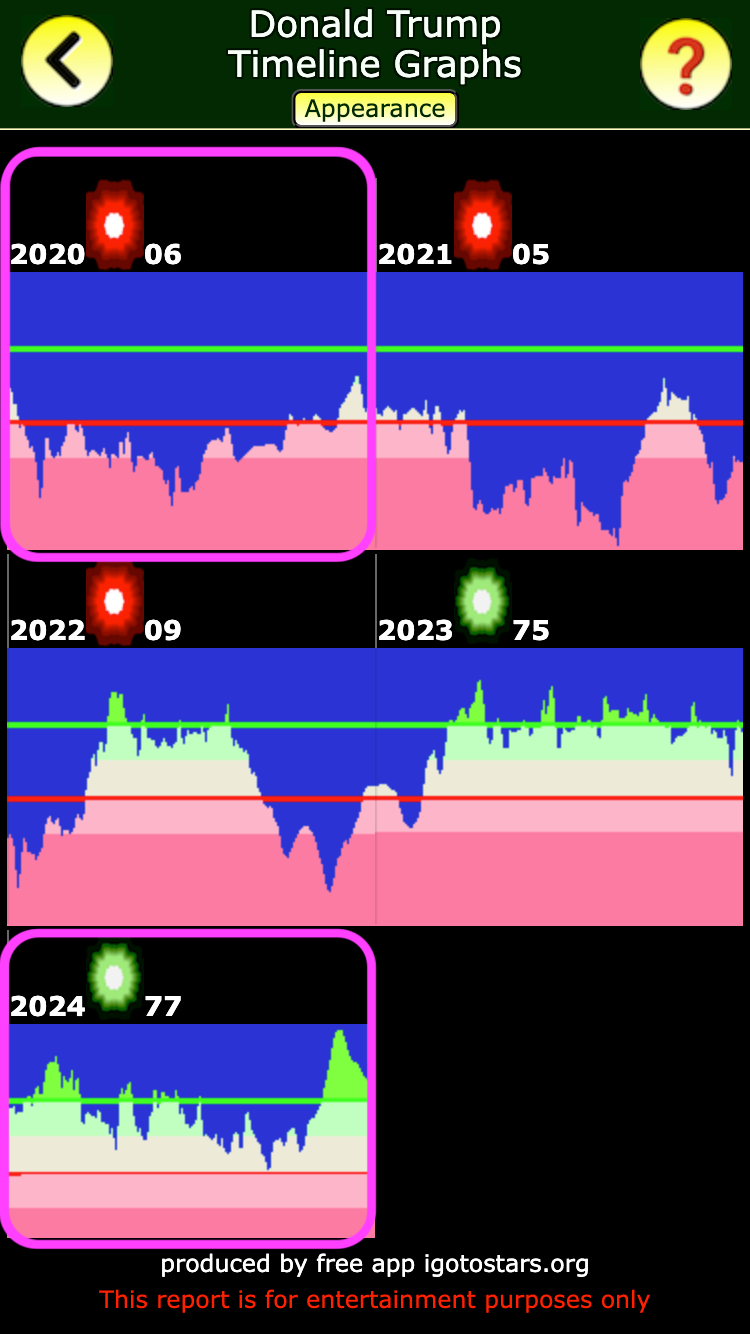 Donald Trump
Timeline Graphs
Appearance
2020 06
2021 05
2022 09
2023 75
2024 77
produced by free app igotostars.org
This report is for entertainment purposes only